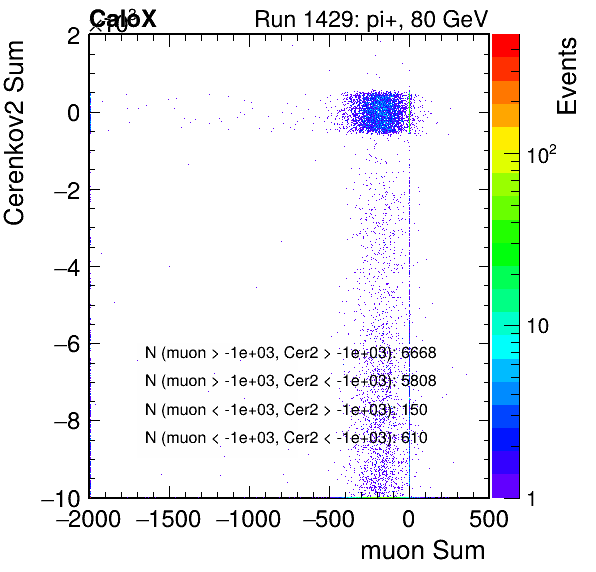 ×10³
CaloX
Run 1429: pi+, 80 GeV
Cerenkov2 Sum
Events
2
0
−2
−4
−6
−8
−10
10²
10
1
N (muon > -1e+03, Cer2 > -1e+03): 6668
N (muon > -1e+03, Cer2 < -1e+03): 5808
N (muon < -1e+03, Cer2 > -1e+03): 150
N (muon < -1e+03, Cer2 < -1e+03): 610
−2000 −1500 −1000 −500 0 500
muon Sum